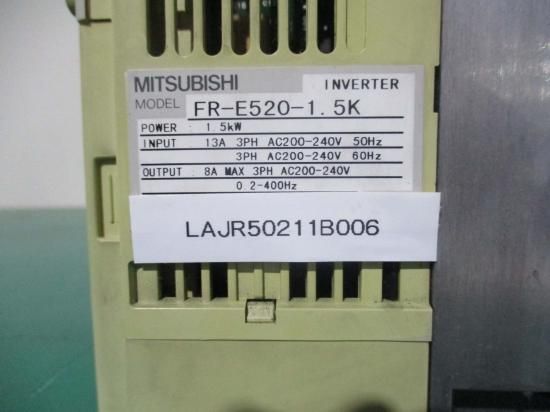 MITSUBISHI INVERTER
MODEL FR-E520-1.5K
POWER : 1.5kW
INPUT : 13A 3PH AC200-240V 50Hz
3PH AC200-240V 60Hz
OUTPUT : 8A MAX 3PH AC200-240V
0.2-400Hz
LAJR50211B006